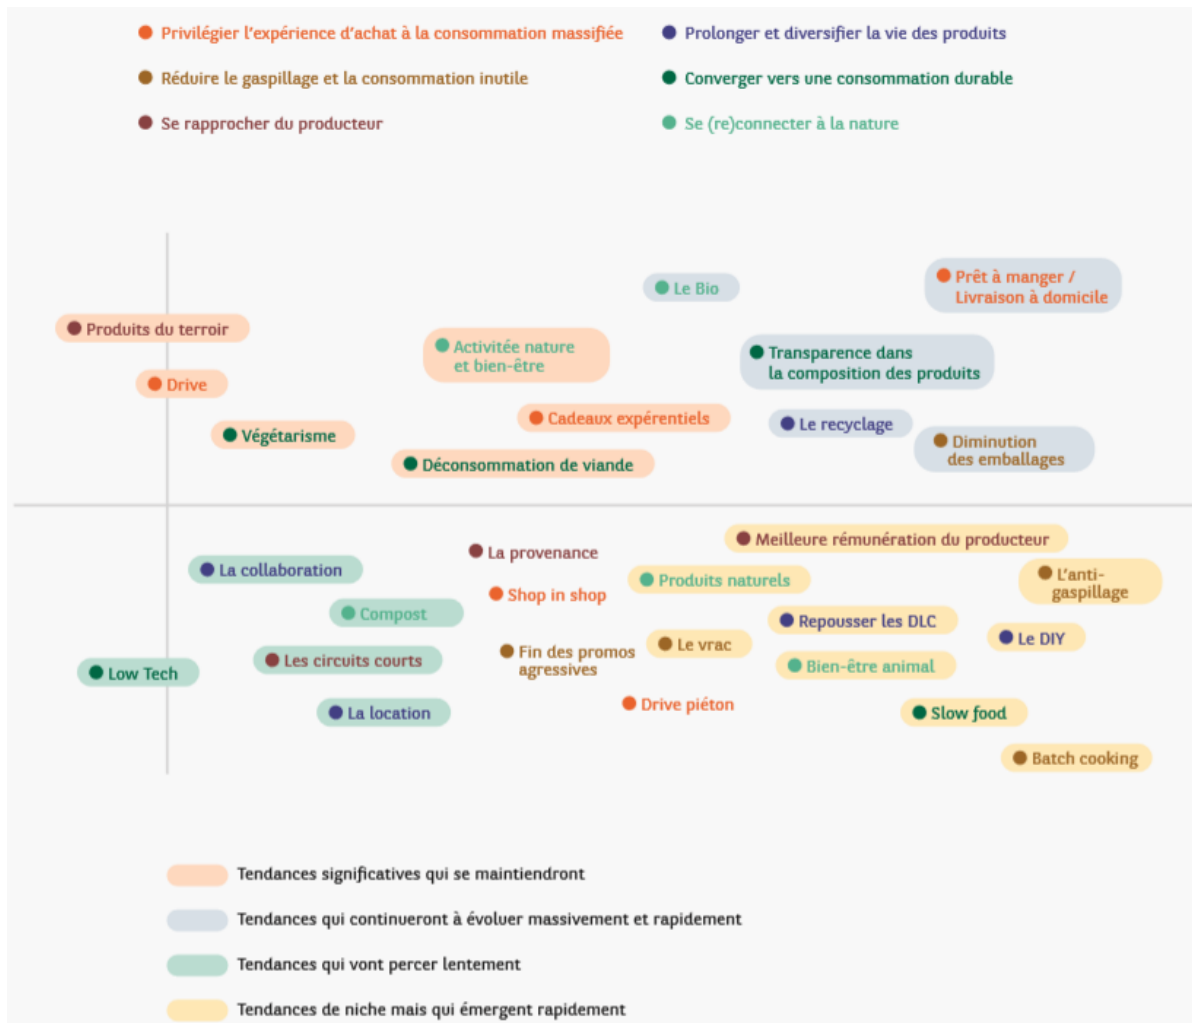 Privilégier l'expérience d'achat à la consommation massifiée
Prolonger et diversifier la vie des produits
Réduire le gaspillage et la consommation inutile
Converger vers une consommation durable
Se rapprocher du producteur
Se (re)connecter à la nature
Prêt à manger /
Livraison à domicile
Le Bio
Produits du terroir
Activitée nature
et bien-être
Transparence dans
la composition des produits
Drive
Cadeaux expérentiels
Le recyclage
Végétarisme
Diminution
des emballages
Déconsommation de viande
Meilleure rémunération du producteur
La provenance
La collaboration
Produits naturels
L'anti-
gaspillage
Shop in shop
Compost
Repousser les DLC
Le DIY
Le vrac
Fin des promos
agressives
Les circuits courts
Bien-être animal
Low Tech
Drive piéton
La location
Slow food
Batch cooking
Tendances significatives qui se maintiendront
Tendances qui continueront à évoluer massivement et rapidement
Tendances qui vont percer lentement
Tendances de niche mais qui émergent rapidement